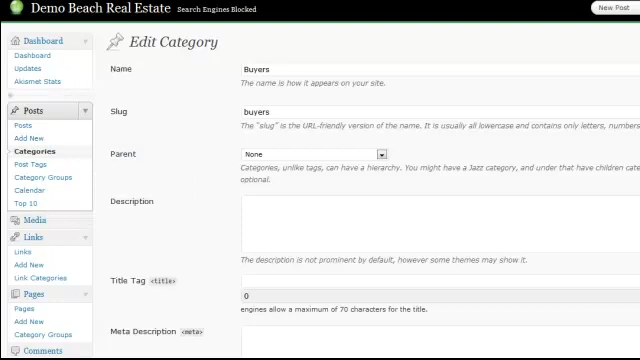 Demo Beach Real Estate Search Engines Blocked New Post
Dashboard
Dashboard
Updates
Akismet Stats
Posts
Posts
Add New
Categories
Post Tags
Category Groups
Calendar
Top 10
Media
Links
Links
Add New
Link Categories
Pages
Pages
Add New
Category Groups
Comments
Edit Category
Name Buyers
The name is how it appears on your site.
Slug buyers
The "slug" is the URL-friendly version of the name. It is usually all lowercase and contains only letters, numbers
Parent None
Categories, unlike tags, can have a hierarchy. You might have a Jazz category, and under that have children cate
optional.
Description
The description is not prominent by default, however some themes may show it.
Title Tag <title>
0
engines allow a maximum of 70 characters for the title.
Meta Description <meta>